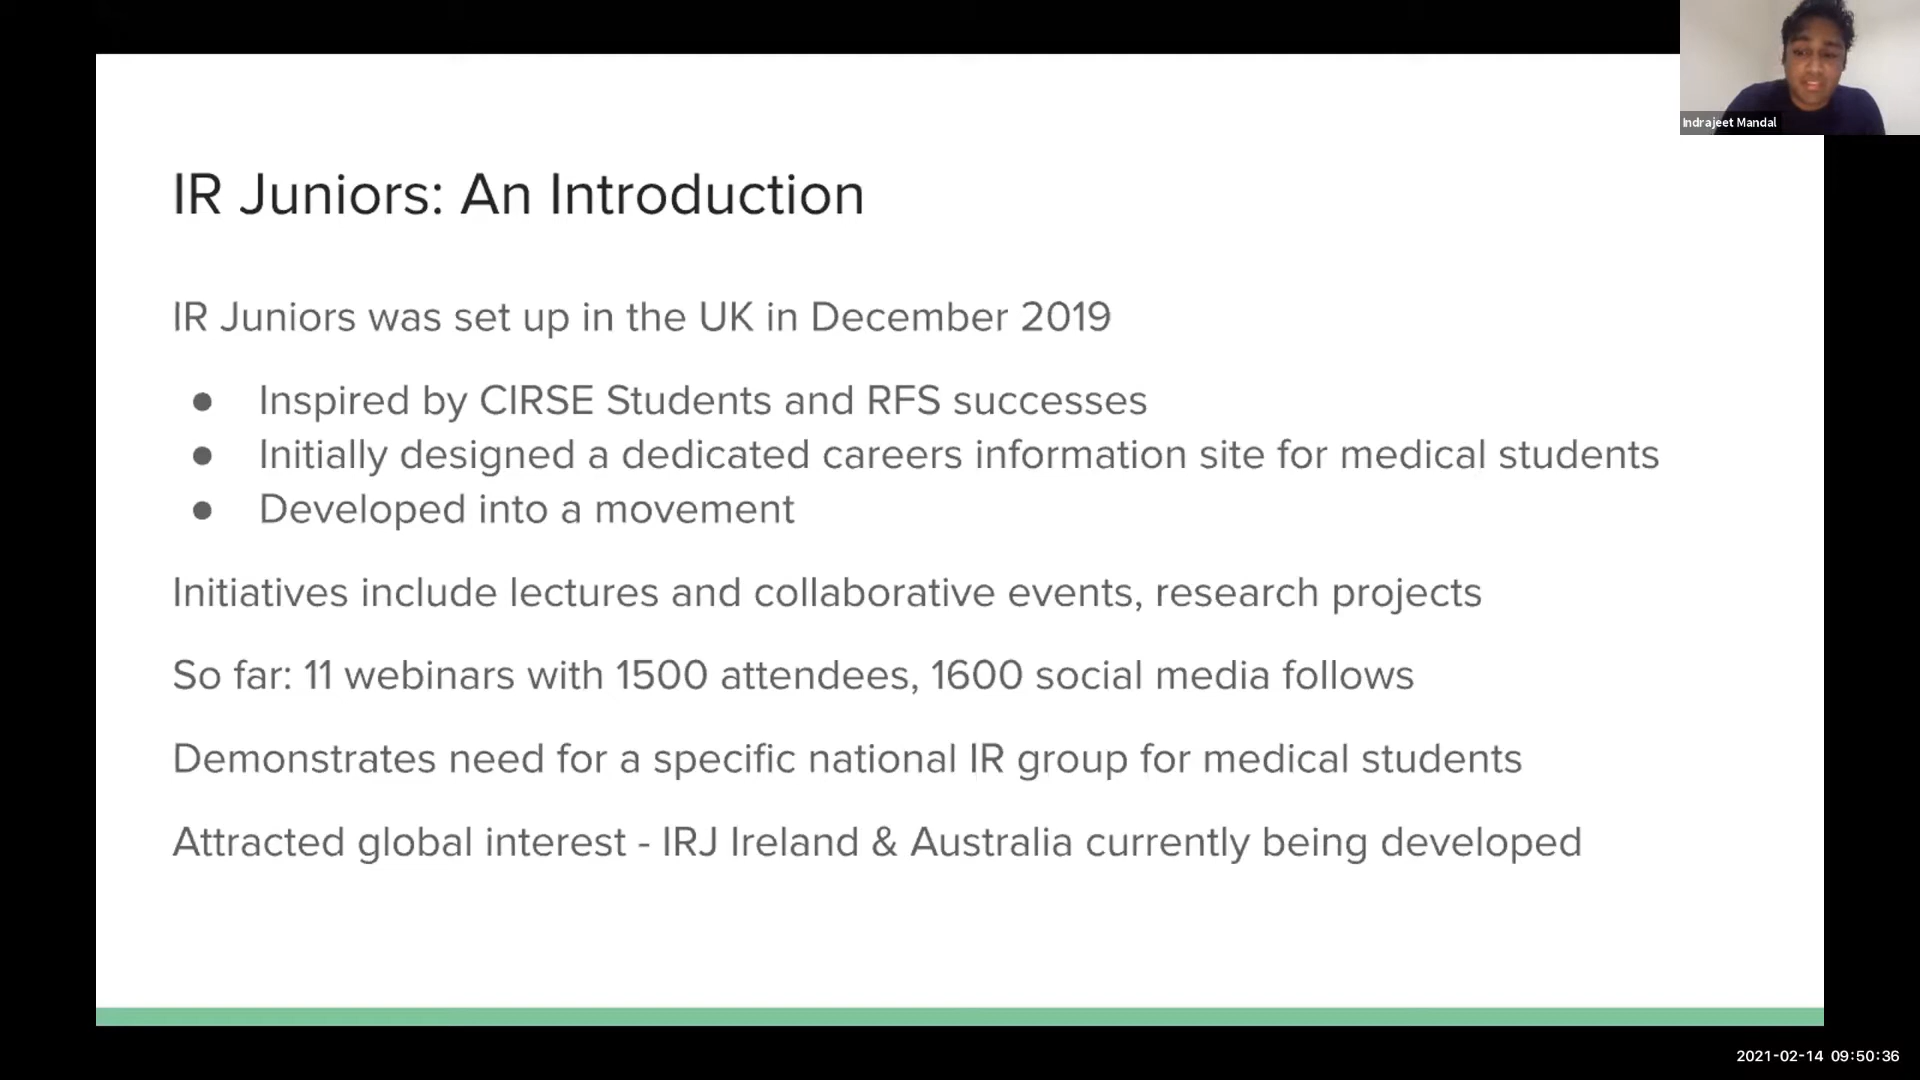 Indrajeet Mandal
IR Juniors: An Introduction
IR Juniors was set up in the UK in December 2019
● Inspired by CIRSE Students and RFS successes
● Initially designed a dedicated careers information site for medical students
● Developed into a movement
Initiatives include lectures and collaborative events, research projects
So far: 11 webinars with 1500 attendees, 1600 social media follows
Demonstrates need for a specific national IR group for medical students
Attracted global interest - IRJ Ireland & Australia currently being developed
2021-02-14 09:50:36